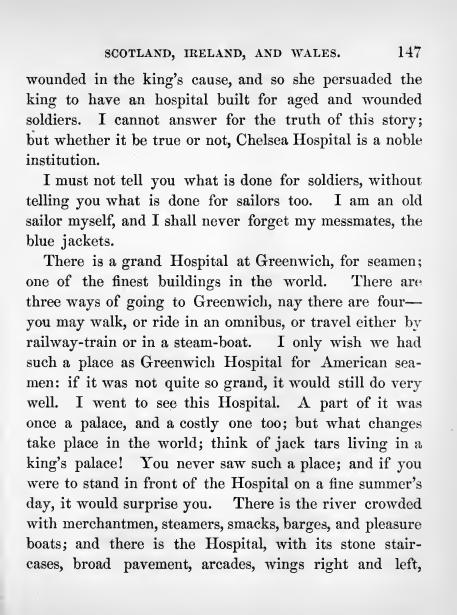 SCOTLAND, IRELAND, AND WALES. 147
wounded in the king's cause, and so she persuaded the
king to have an hospital built for aged and wounded
soldiers. I cannot answer for the truth of this story;
but whether it be true or not, Chelsea Hospital is a noble
institution.
I must not tell you what is done for soldiers, without
telling you what is done for sailors too. I am an old
sailor myself, and I shall never forget my messmates, the
blue jackets.
There is a grand Hospital at Greenwich, for seamen;
one of the finest buildings in the world. There are
three ways of going to Greenwich, nay there are four—
you may walk, or ride in an omnibus, or travel either by
railway-train or in a steam-boat. I only wish we had
such a place as Greenwich Hospital for American sea-
men: if it was not quite so grand, it would still do very
well. I went to see this Hospital. A part of it was
once a palace, and a costly one too; but what changes
take place in the world; think of jack tars living in a
king's palace! You never saw such a place; and if you
were to stand in front of the Hospital on a fine summer's
day, it would surprise you. There is the river crowded
with merchantmen, steamers, smacks, barges, and pleasure
boats; and there is the Hospital, with its stone stair-
cases, broad pavement, arcades, wings right and left,